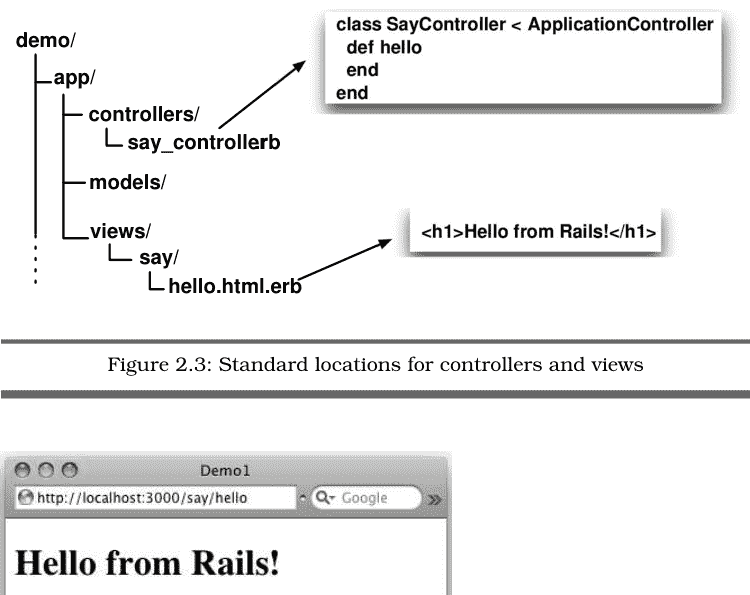 demo/
app/
controllers/
say_controllerb
models/
views/
say/
hello.html.erb
class SayController < ApplicationController
def hello
end
end
<h1>Hello from Rails!</h1>
Figure 2.3: Standard locations for controllers and views
Demo1
http://localhost:3000/say/hello
Google
Hello from Rails!